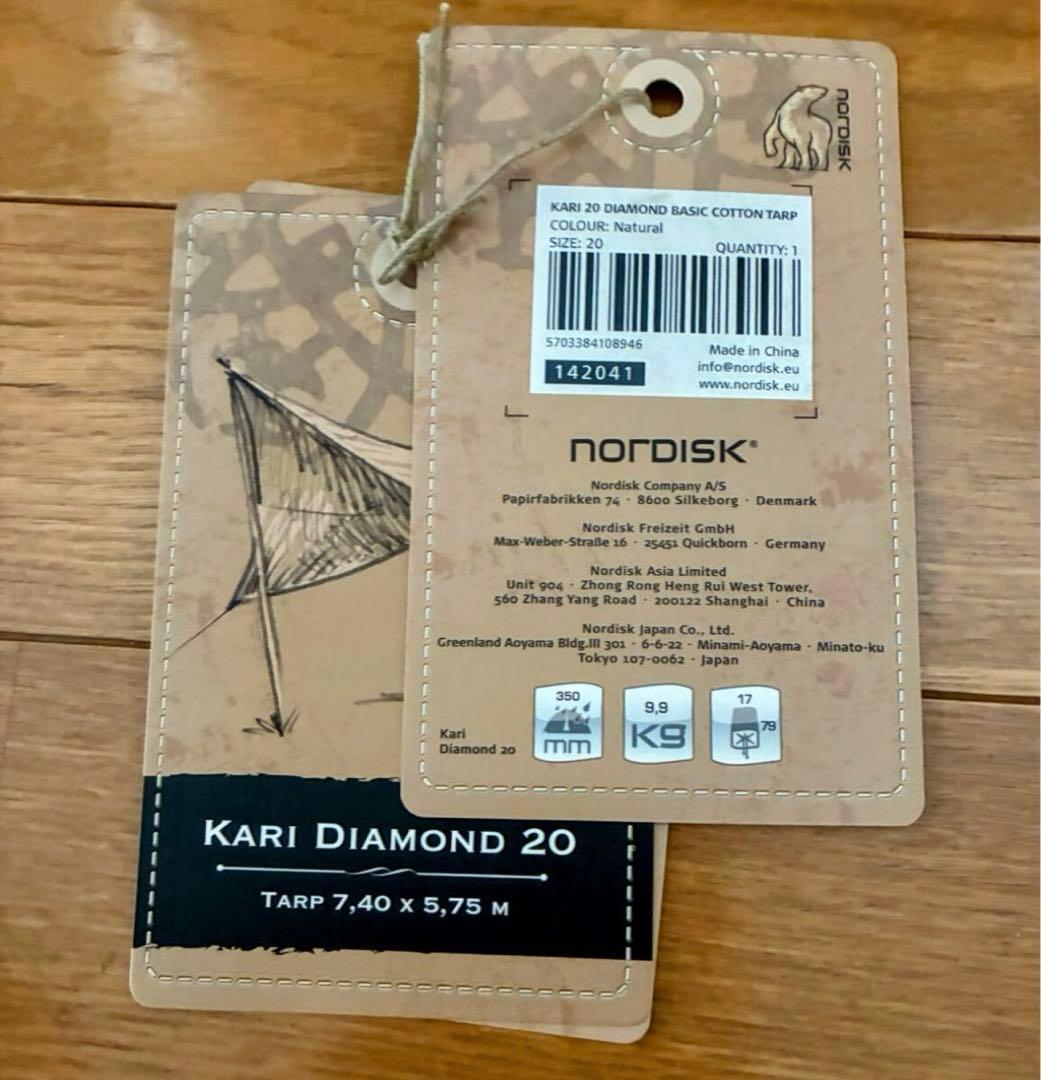 NORDISK
KARI 20 DIAMOND BASIC COTTON TARP
COLOUR: Natural
SIZE: 20 QUANTITY: 1
5703384108946
Made in China
142041
info@nordisk.eu
www.nordisk.eu
NORDISK®
Nordisk Company A/S
Papirfabrikken 74 · 8600 Silkeborg · Denmark
Nordisk Freizeit GmbH
Max-Weber-Straße 16 · 25451 Quickborn · Germany
Nordisk Asia Limited
Unit 904 · Zhong Rong Heng Rui West Tower,
560 Zhang Yang Road · 200122 Shanghai · China
Nordisk Japan Co., Ltd.
Greenland Aoyama Bldg.III 301 · 6-6-22 · Minami-Aoyama · Minato-ku
Tokyo 107-0062 · Japan
Kari
Diamond 20
350
mm
9,9
KG
17
79
KARI DIAMOND 20
TARP 7,40 X 5,75 M